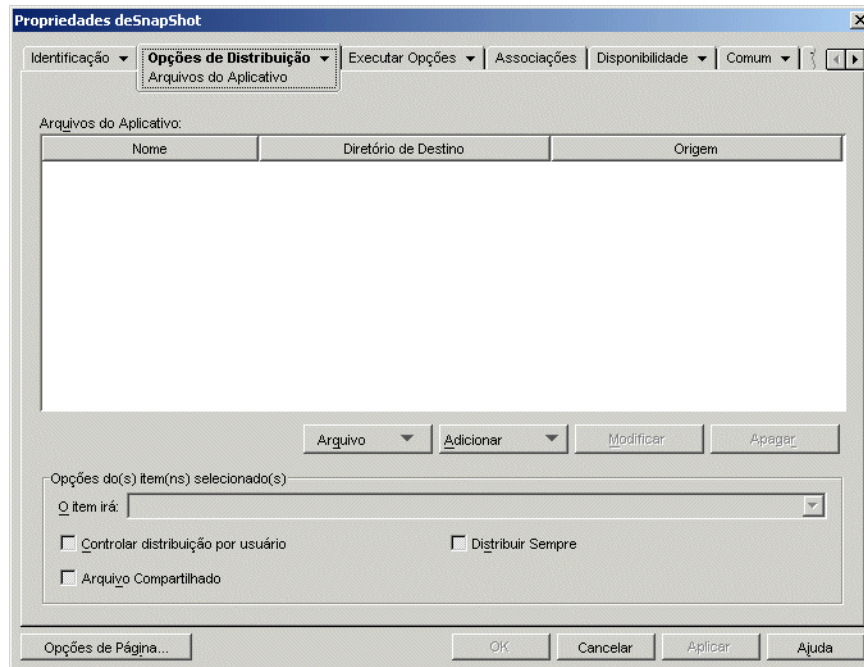 Propriedades deSnapShot
Identificação
Opções de Distribuição
Executar Opções
Associações
Disponibilidade
Comum
Arquivos do Aplicativo
Arquivos do Aplicativo:
Nome
Diretório de Destino
Origem
Arquivo
Adicionar
Modificar
Apagar
Opções do(s) item(ns) selecionado(s)
O item irá:
Controlar distribuição por usuário
Distribuir Sempre
Arquivo Compartilhado
Opções de Página...
OK
Cancelar
Aplicar
Ajuda